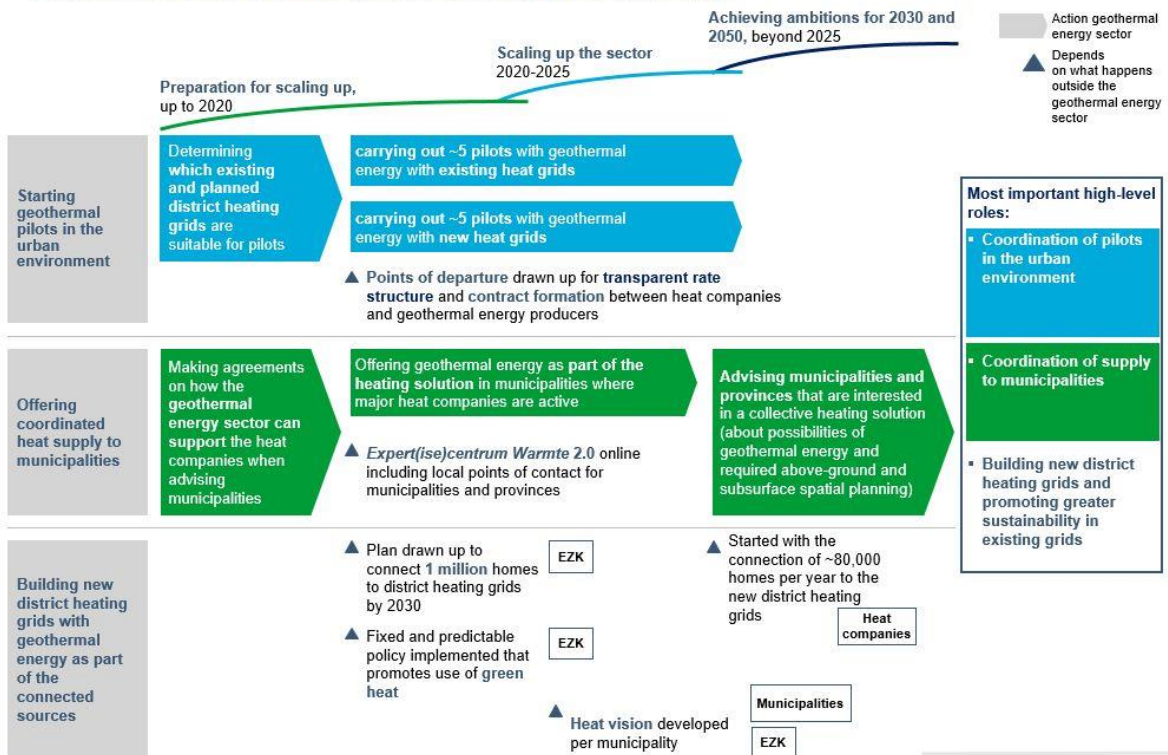 Achieving ambitions for 2030 and
2050, beyond 2025
Scaling up the sector
2020-2025
Preparation for scaling up,
up to 2020
Action geothermal
energy sector
Depends
on what happens
outside the
geothermal energy
sector
Starting
geothermal
pilots in the
urban
environment
Determining
which existing
and planned
district heating
grids are
suitable for pilots
carrying out ~5 pilots with geothermal
energy with existing heat grids
carrying out ~5 pilots with geothermal
energy with new heat grids
Points of departure drawn up for transparent rate
structure and contract formation between heat companies
and geothermal energy producers
Offering
coordinated
heat supply to
municipalities
Making agreements
on how the
geothermal
energy sector can
support the heat
companies when
advising
municipalities
Offering geothermal energy as part of the
heating solution in municipalities where
major heat companies are active
Expert(ise)centrum Warmte 2.0 online
including local points of contact for
municipalities and provinces
Advising municipalities and
provinces that are interested
in a collective heating solution
(about possibilities of
geothermal energy and
required above-ground and
subsurface spatial planning)
Building new
district heating
grids with
geothermal
energy as part
of the
connected
sources
Plan drawn up to
connect 1 million homes
to district heating grids
by 2030
EZK
Fixed and predictable
policy implemented that
promotes use of green
heat
EZK
Heat vision developed
per municipality
Municipalities
EZK
Started with the
connection of ~80,000
homes per year to the
new district heating
grids
Heat
companies
Most important high-level
roles:
▪ Coordination of pilots
in the urban
environment
▪ Coordination of supply
to municipalities
▪ Building new district
heating grids and
promoting greater
sustainability in
existing grids